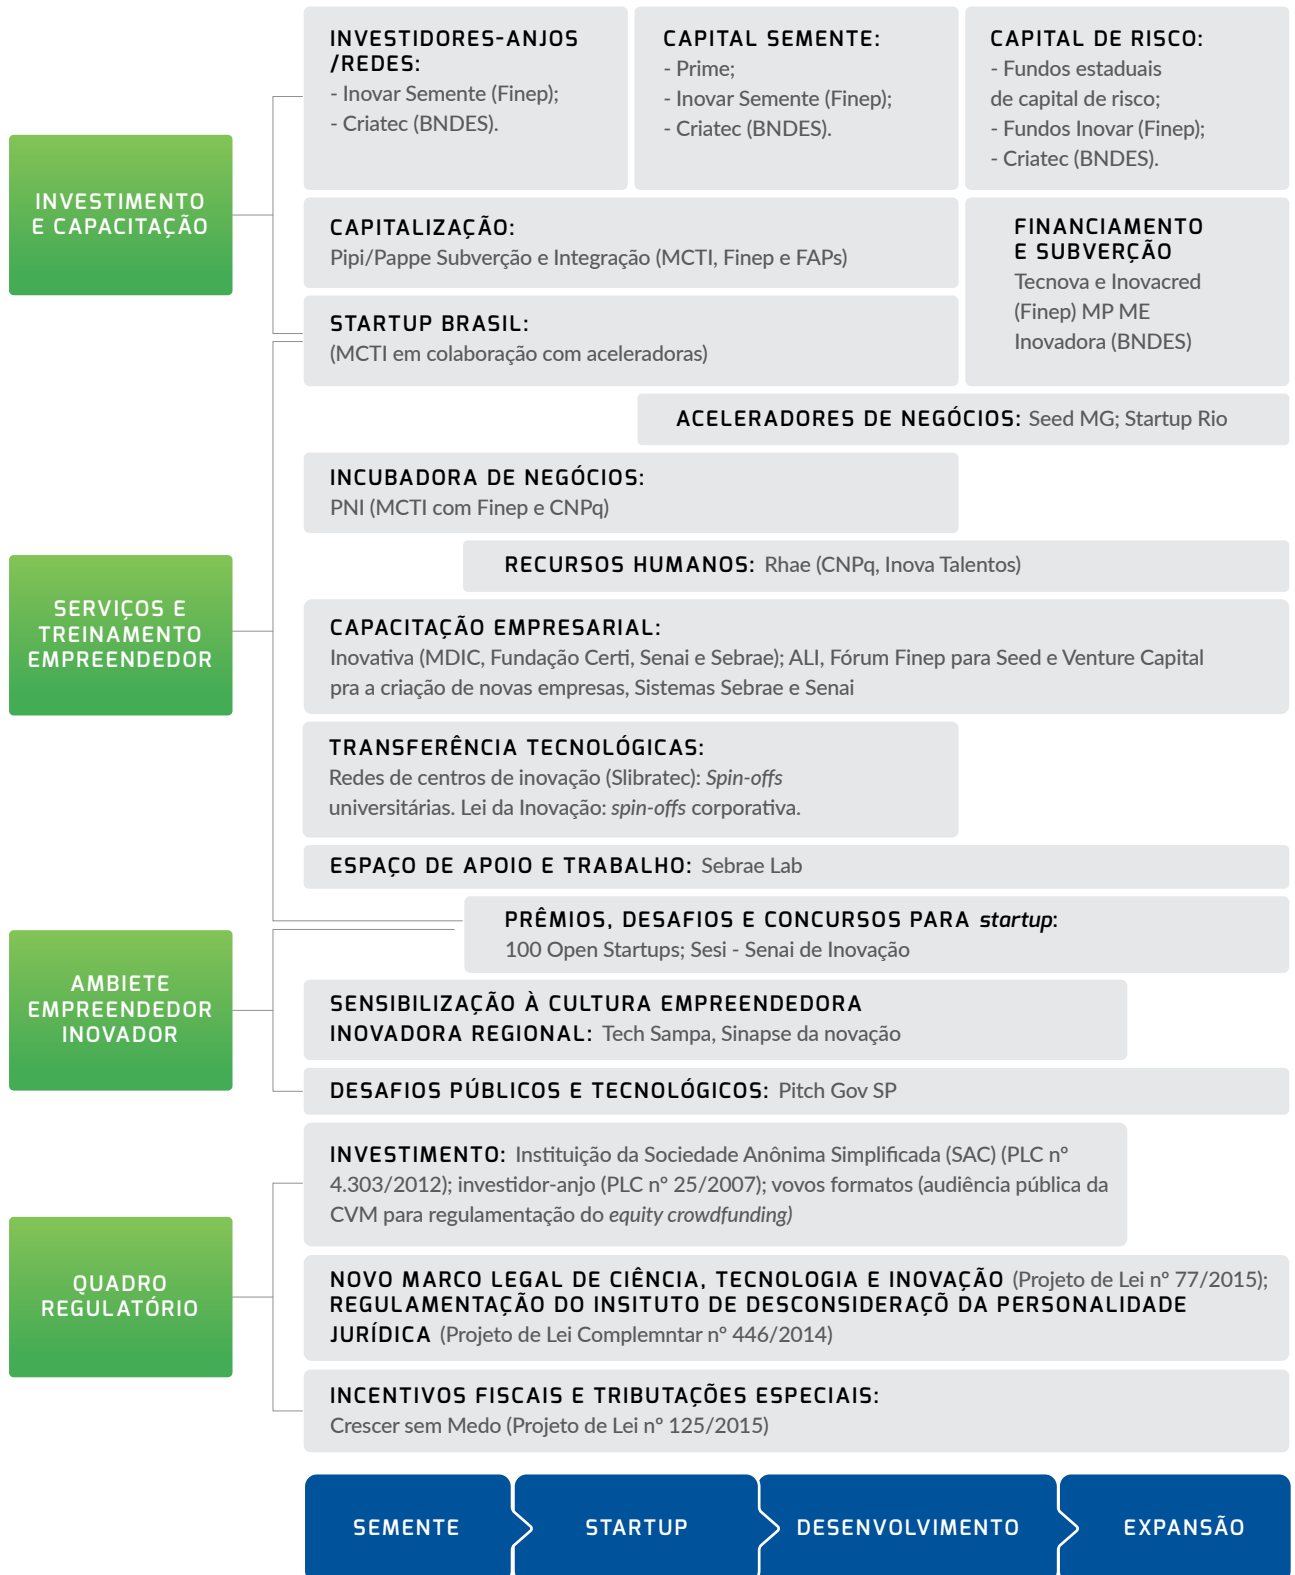 INVESTIMENTO
E CAPACITAÇÃO
INVESTIDORES-ANJOS
/REDES:
- Inovar Semente (Finep);
- Criatec (BNDES).
CAPITAL SEMENTE:
- Prime;
- Inovar Semente (Finep);
- Criatec (BNDES).
CAPITAL DE RISCO:
- Fundos estaduais
de capital de risco;
- Fundos Inovar (Finep);
- Criatec (BNDES).
CAPITALIZAÇÃO:
Pipi/Pappe Subverção e Integração (MCTI, Finep e FAPs)
FINANCIAMENTO
E SUBVERÇÃO
Tecnova e Inovacred
(Finep) MP ME
Inovadora (BNDES)
STARTUP BRASIL:
(MCTI em colaboração com aceleradoras)
SERVIÇOS E
TREINAMENTO
EMPREENDEDOR
ACELERADORES DE NEGÓCIOS: Seed MG; Startup Rio
INCUBADORA DE NEGÓCIOS:
PNI (MCTI com Finep e CNPq)
RECURSOS HUMANOS: Rhae (CNPq, Inova Talentos)
CAPACITAÇÃO EMPRESARIAL:
Inovativa (MDIC, Fundação Certi, Senai e Sebrae); ALI, Fórum Finep para Seed e Venture Capital
pra a criação de novas empresas, Sistemas Sebrae e Senai
TRANSFERÊNCIA TECNOLÓGICAS:
Redes de centros de inovação (Slibratec): Spin-offs
universitárias. Lei da Inovação: spin-offs corporativa.
ESPAÇO DE APOIO E TRABALHO: Sebrae Lab
PRÊMIOS, DESAFIOS E CONCURSOS PARA startup:
100 Open Startups; Sesi - Senai de Inovação
AMBIETE
EMPREENDEDOR
INOVADOR
SENSIBILIZAÇÃO À CULTURA EMPREENDEDORA
INOVADORA REGIONAL: Tech Sampa, Sinapse da novação
DESAFIOS PÚBLICOS E TECNOLÓGICOS: Pitch Gov SP
QUADRO
REGULATÓRIO
INVESTIMENTO: Instituição da Sociedade Anônima Simplificada (SAC) (PLC nº
4.303/2012); investidor-anjo (PLC nº 25/2007); vovos formatos (audiência pública da
CVM para regulamentação do equity crowdfunding)
NOVO MARCO LEGAL DE CIÊNCIA, TECNOLOGIA E INOVAÇÃO (Projeto de Lei nº 77/2015);
REGULAMENTAÇÃO DO INSITUTO DE DESCONSIDERAÇÕ DA PERSONALIDADE
JURÍDICA (Projeto de Lei Complemntar nº 446/2014)
INCENTIVOS FISCAIS E TRIBUTAÇÕES ESPECIAIS:
Crescer sem Medo (Projeto de Lei nº 125/2015)
SEMENTE
STARTUP
DESENVOLVIMENTO
EXPANSÃO